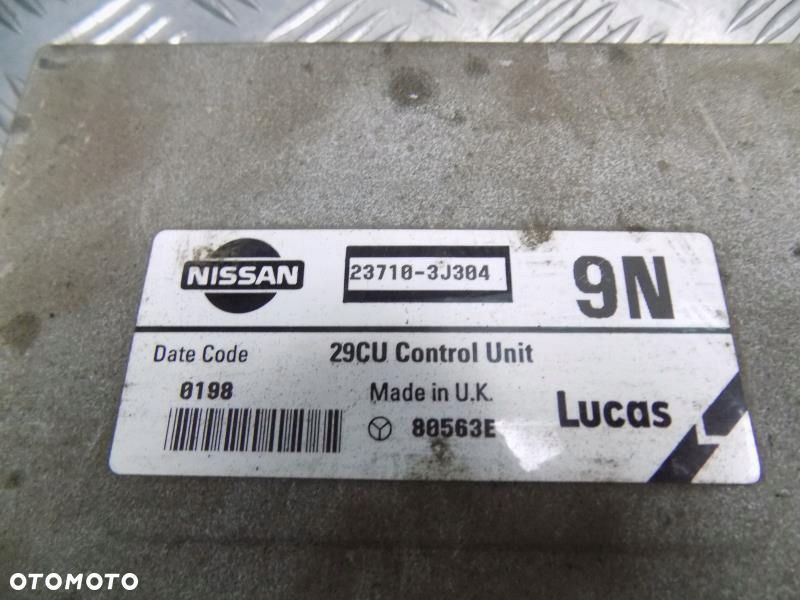 NISSAN
23710-3J304
9N
Date Code
29CU Control Unit
0198
Made in U.K.
80563E
Lucas
OTOMOTO